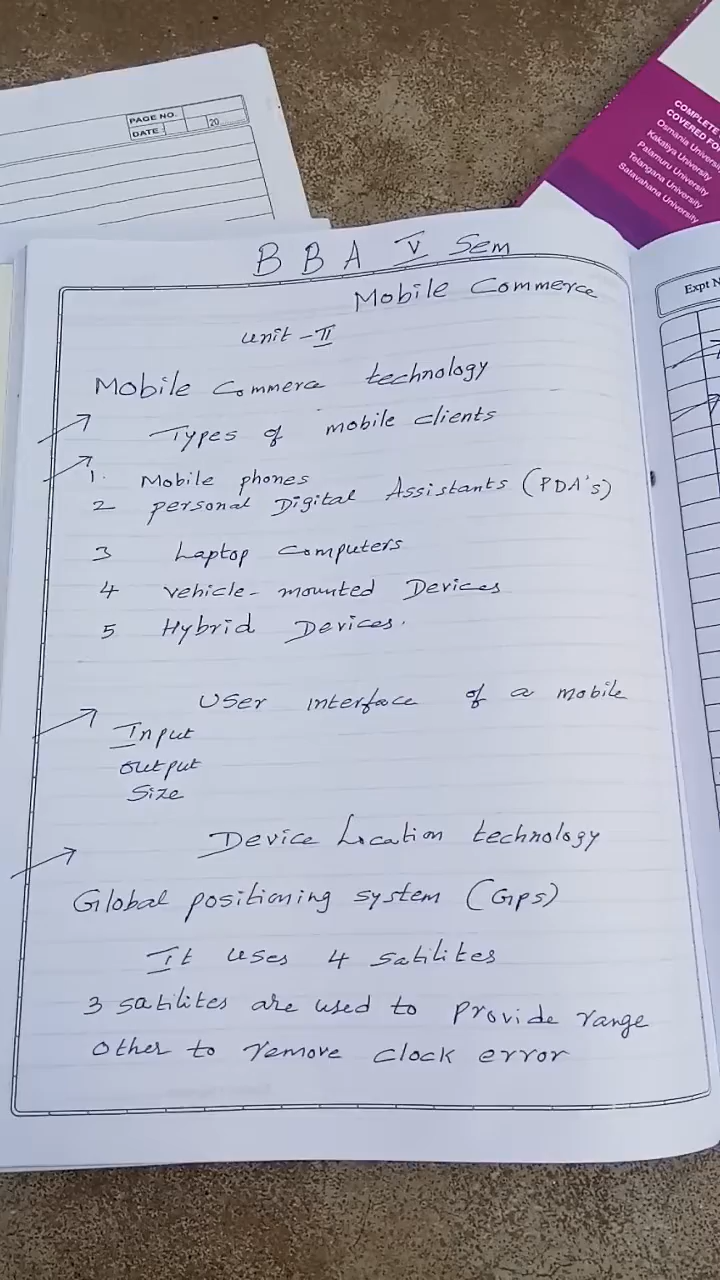 PAGE NO.
DATE 20
COMPLETE
COVERED FO
Osmania Universi
Kakatiya University
Palamuru University
Telangana University
Satavahana University
BBA V Sem
Expt N
Mobile Commerce
unit - II
Mobile Commerce technology
Types of mobile clients
1. Mobile phones
2 personal Digital Assistants (PDA's)
3 Laptop Computers
4 vehicle - mounted Devices
5 Hybrid Devices.
User interface of a mobile
Input
output
Size
Device Location technology
Global positioning system (GPS)
It uses 4 satilites
3 satilites are used to provide range
other to remove clock error